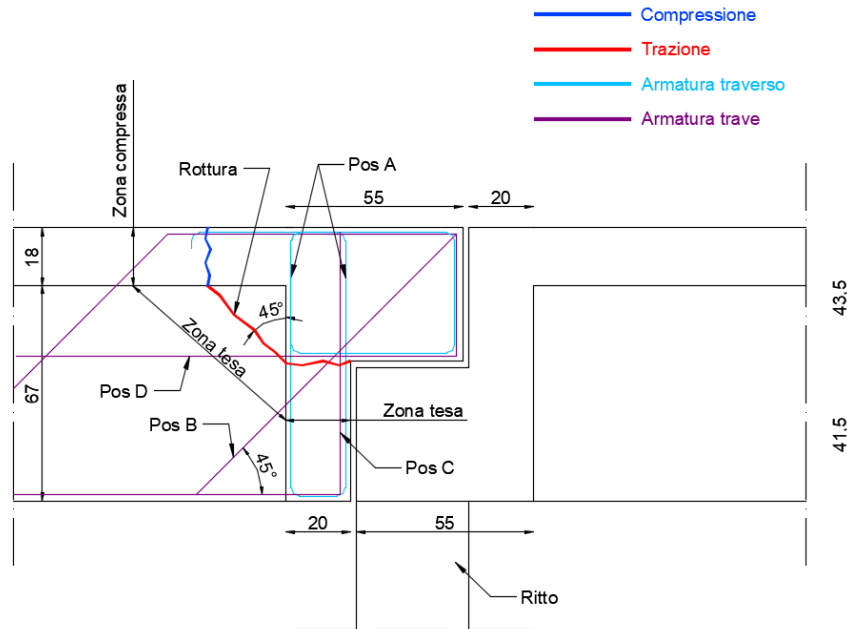 Compressione
Trazione
Armatura traverso
Armatura trave
Zona compressa
Rottura
Pos A
55
20
18
43.5
45°
Zona tesa
Pos D
67
Pos B
Zona tesa
41.5
45°
Pos C
20
55
Ritto